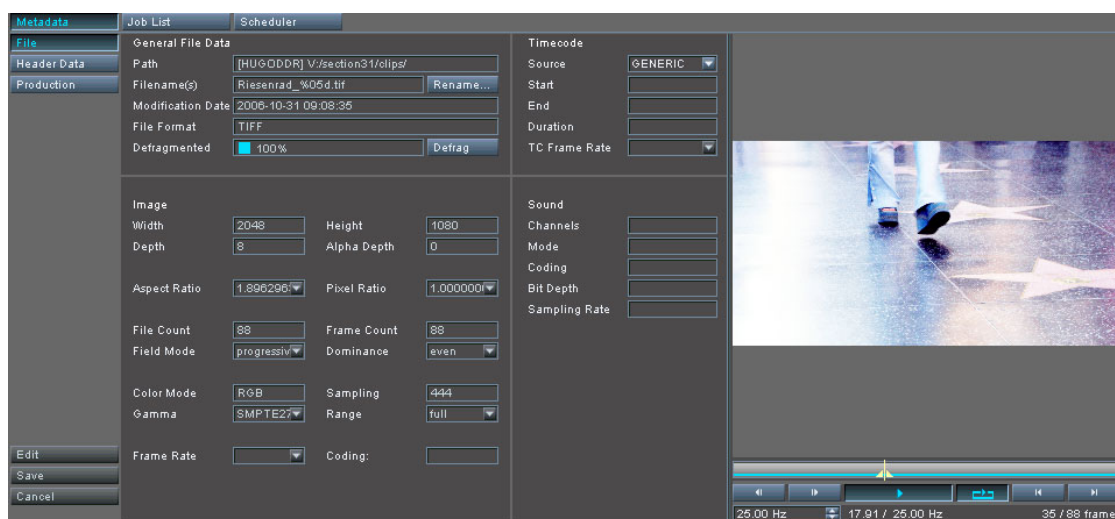 Metadata Job List Scheduler
File General File Data Timecode
Header Data Path [HUGODDR] V:/section31/clips/ Source GENERIC
Production Filename(s) Riesenrad_%05d.tif Rename... Start
Modification Date 2006-10-31 09:08:35 End
File Format TIFF Duration
Defragmented 100% Defrag TC Frame Rate
Image Sound
Width 2048 Height 1080 Channels
Depth 8 Alpha Depth 0 Mode
Coding
Aspect Ratio 1.896296 Pixel Ratio 1.000000 Bit Depth
Sampling Rate
File Count 88 Frame Count 88
Field Mode progressiv Dominance even
Color Mode RGB Sampling 444
Gamma SMPTE27 Range full
Edit Frame Rate Coding:
Save
Cancel
25.00 Hz 17.91 / 25.00 Hz 35 / 88 frame